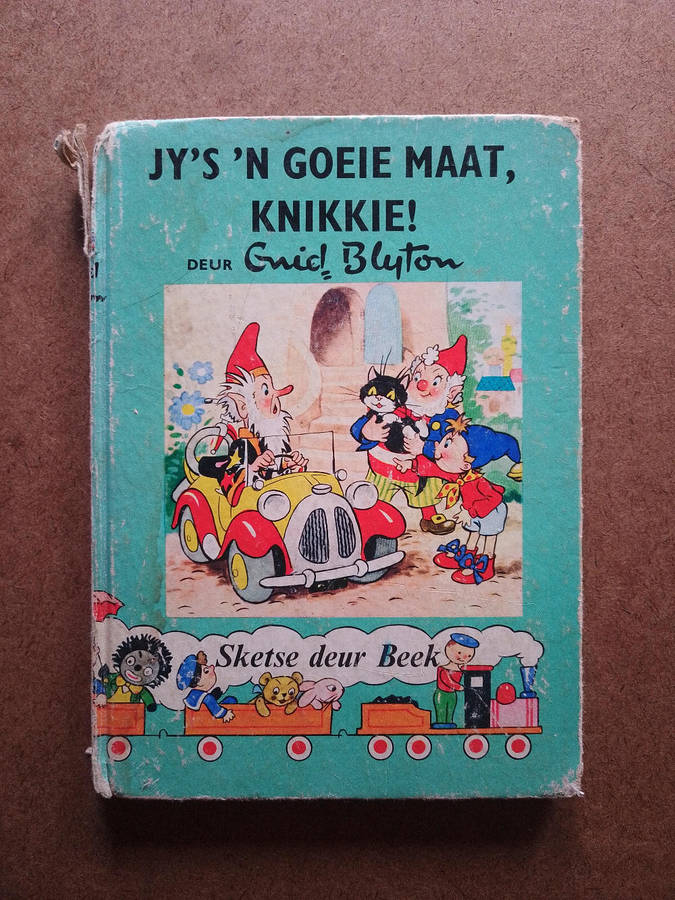 JY'S 'N GOEIE MAAT,
KNIKKIE!
DEUR Enid Blyton
Sketse deur Beek